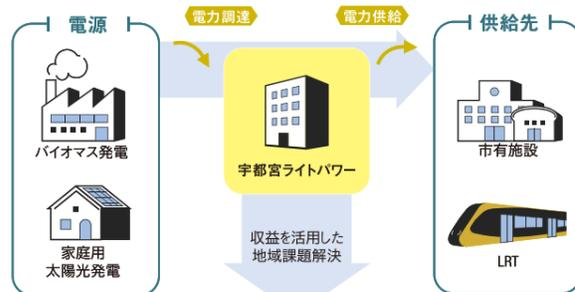 電源
電力調達
電力供給
供給先
バイオマス発電
家庭用
太陽光発電
宇都宮ライトパワー
収益を活用した
地域課題解決
市有施設
LRT